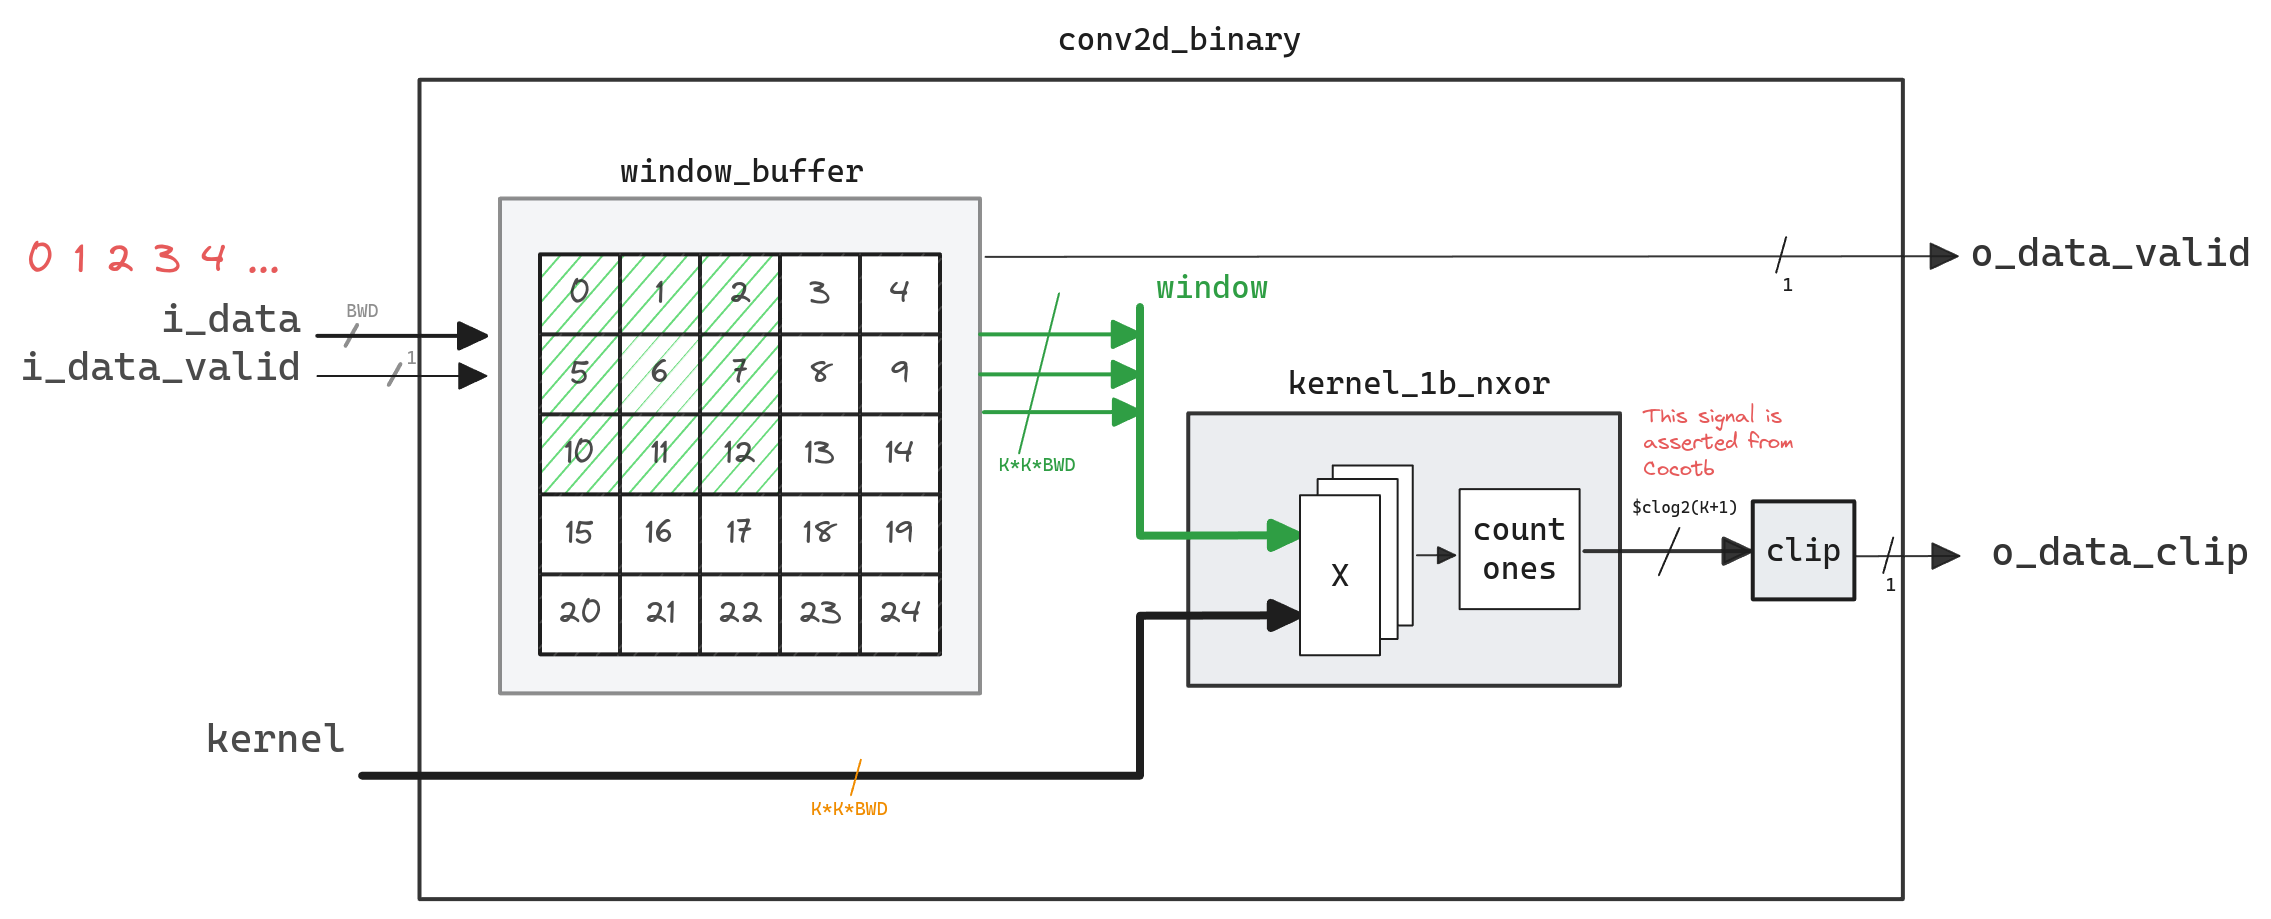 conv2d_binary
window_buffer
0 1 2 3 4 ...
i_data
BWD
i_data_valid
1
0 1 2 3 4
5 6 7 8 9
10 11 12 13 14
15 16 17 18 19
20 21 22 23 24
window
K*K*BWD
1
o_data_valid
kernel_1b_nxor
X
count
ones
This signal is
asserted from
Cocotb
$clog2(K+1)
clip
1
o_data_clip
kernel
K*K*BWD